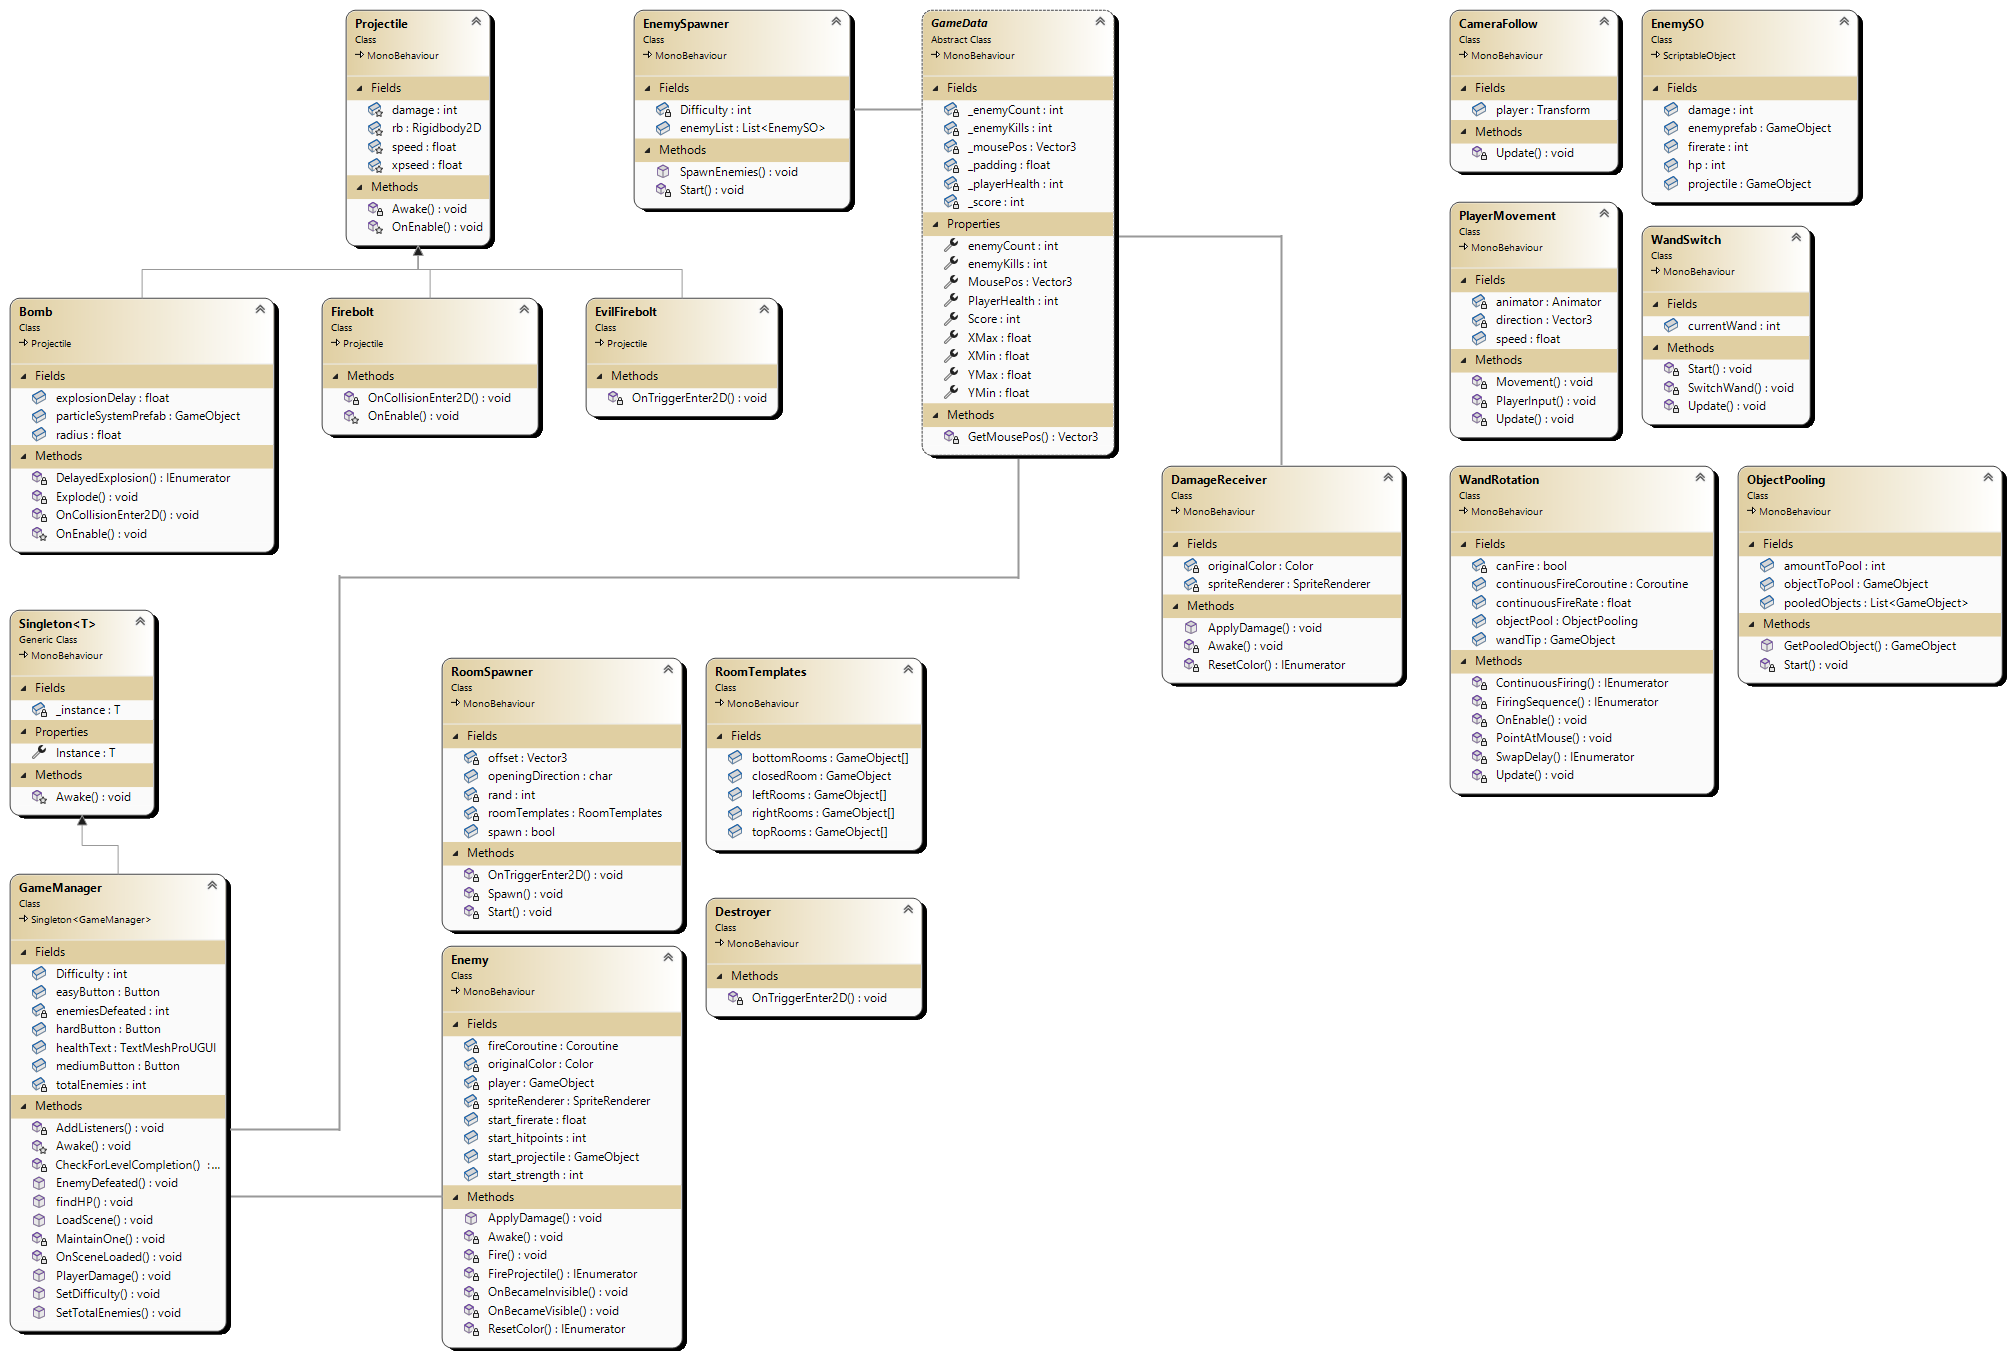 Projectile
Class
MonoBehaviour
Fields
damage : int
rb : Rigidbody2D
speed : float
xpseed : float
Methods
Awake() : void
OnEnable() : void
EnemySpawner
Class
MonoBehaviour
Fields
Difficulty : int
enemyList : List<EnemySO>
Methods
SpawnEnemies() : void
Start() : void
GameData
Abstract Class
MonoBehaviour
Fields
_enemyCount : int
_enemyKills : int
_mousePos : Vector3
_padding : float
_playerHealth : int
_score : int
Properties
enemyCount : int
enemyKills : int
MousePos : Vector3
PlayerHealth : int
Score : int
XMax : float
XMin : float
YMax : float
YMin : float
Methods
GetMousePos() : Vector3
CameraFollow
Class
MonoBehaviour
Fields
player : Transform
Methods
Update() : void
EnemySO
Class
ScriptableObject
Fields
damage : int
enemyprefab : GameObject
firerate : int
hp : int
projectile : GameObject
PlayerMovement
Class
MonoBehaviour
Fields
animator : Animator
direction : Vector3
speed : float
Methods
Movement() : void
PlayerInput() : void
Update() : void
WandSwitch
Class
MonoBehaviour
Fields
currentWand : int
Methods
Start() : void
SwitchWand() : void
Update() : void
Bomb
Class
Projectile
Fields
explosionDelay : float
particleSystemPrefab : GameObject
radius : float
Methods
DelayedExplosion() : IEnumerator
Explode() : void
OnCollisionEnter2D() : void
OnEnable() : void
Firebolt
Class
Projectile
Methods
OnCollisionEnter2D() : void
OnEnable() : void
EvilFirebolt
Class
Projectile
Methods
OnTriggerEnter2D() : void
DamageReceiver
Class
MonoBehaviour
Fields
originalColor : Color
spriteRenderer : SpriteRenderer
Methods
ApplyDamage() : void
Awake() : void
ResetColor() : IEnumerator
WandRotation
Class
MonoBehaviour
Fields
canFire : bool
continuousFireCoroutine : Coroutine
continuousFireRate : float
objectPool : ObjectPooling
wandTip : GameObject
Methods
ContinuousFiring() : IEnumerator
FiringSequence() : IEnumerator
OnEnable() : void
PointAtMouse() : void
SwapDelay() : IEnumerator
Update() : void
ObjectPooling
Class
MonoBehaviour
Fields
amountToPool : int
objectToPool : GameObject
pooledObjects : List<GameObject>
Methods
GetPooledObject() : GameObject
Start() : void
Singleton<T>
Generic Class
MonoBehaviour
Fields
_instance : T
Properties
Instance : T
Methods
Awake() : void
RoomSpawner
Class
MonoBehaviour
Fields
offset : Vector3
openingDirection : char
rand : int
roomTemplates : RoomTemplates
spawn : bool
Methods
OnTriggerEnter2D() : void
Spawn() : void
Start() : void
RoomTemplates
Class
MonoBehaviour
Fields
bottomRooms : GameObject[]
closedRoom : GameObject
leftRooms : GameObject[]
rightRooms : GameObject[]
topRooms : GameObject[]
GameManager
Class
Singleton<GameManager>
Fields
Difficulty : int
easyButton : Button
enemiesDefeated : int
hardButton : Button
healthText : TextMeshProUGUI
mediumButton : Button
totalEnemies : int
Methods
AddListeners() : void
Awake() : void
CheckForLevelCompletion() :...
EnemyDefeated() : void
findHP() : void
LoadScene() : void
MaintainOne() : void
OnSceneLoaded() : void
PlayerDamage() : void
SetDifficulty() : void
SetTotalEnemies() : void
Enemy
Class
MonoBehaviour
Fields
fireCoroutine : Coroutine
originalColor : Color
player : GameObject
spriteRenderer : SpriteRenderer
start_firerate : float
start_hitpoints : int
start_projectile : GameObject
start_strength : int
Methods
ApplyDamage() : void
Awake() : void
Fire() : void
FireProjectile() : IEnumerator
OnBecameInvisible() : void
OnBecameVisible() : void
ResetColor() : IEnumerator
Destroyer
Class
MonoBehaviour
Methods
OnTriggerEnter2D() : void